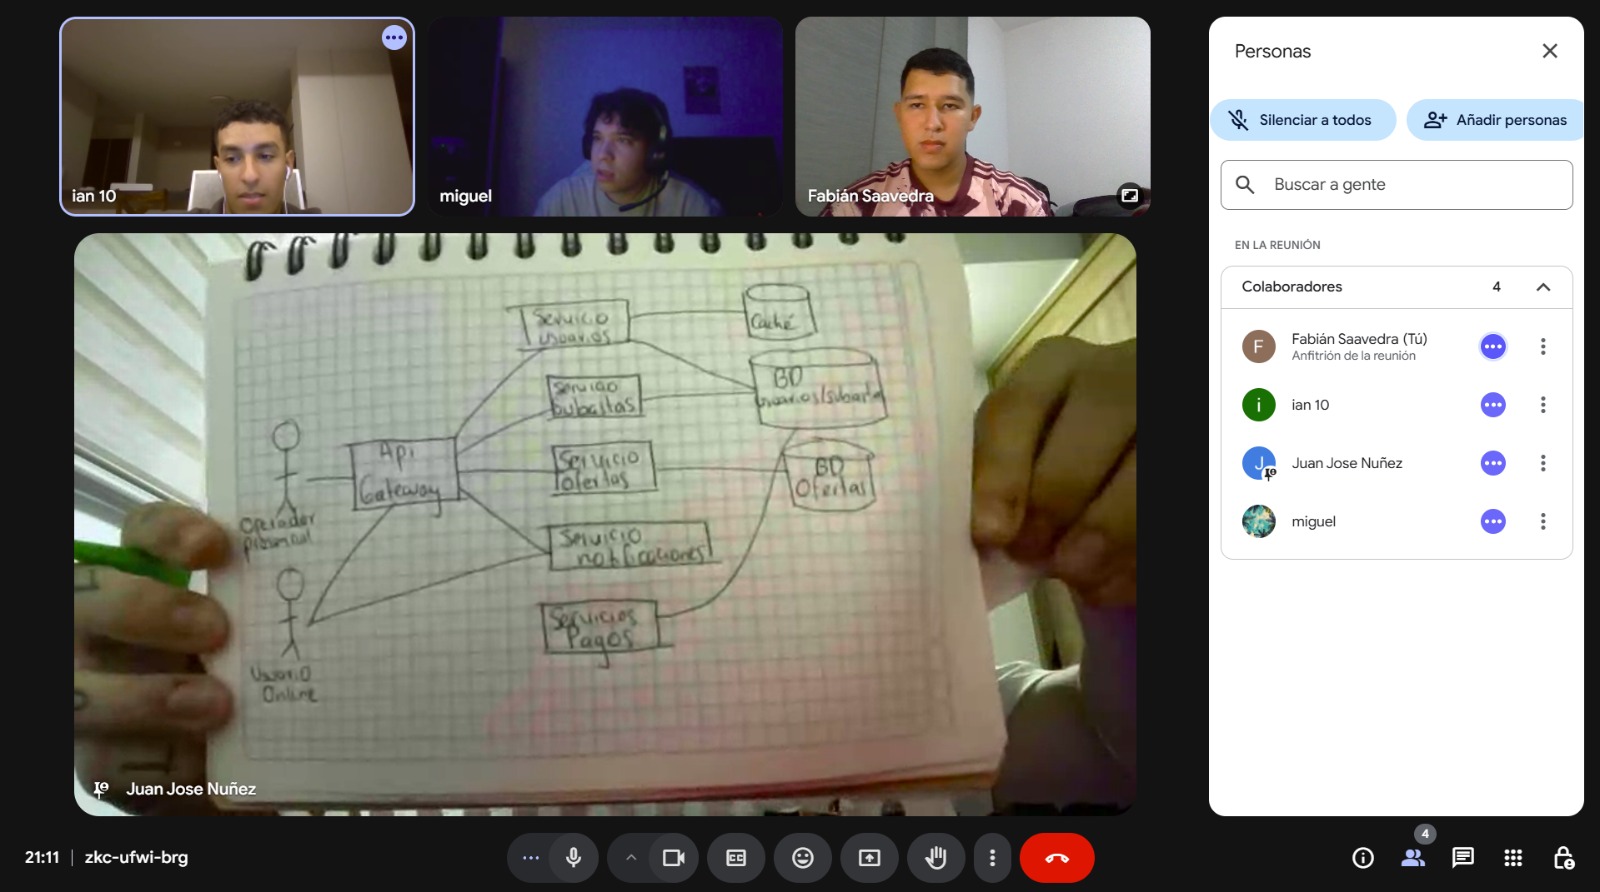 ian 10
miguel
Fabián Saavedra
Servicio
usuarios
Caché
Servicio
subastas
BD
usuarios/subasta
Api
Gateway
Servicio
ofertas
BD
Ofertas
Operador
Servicio
notificaciones
Servicios
Pagos
Usuario
Online
Juan Jose Nuñez
21:11 | zkc-ufwi-brg
CC
Personas
Silenciar a todos
Añadir personas
Buscar a gente
EN LA REUNIÓN
Colaboradores 4
F
Fabián Saavedra (Tú)
Anfitrión de la reunión
i
ian 10
J
Juan Jose Nuñez
miguel
4